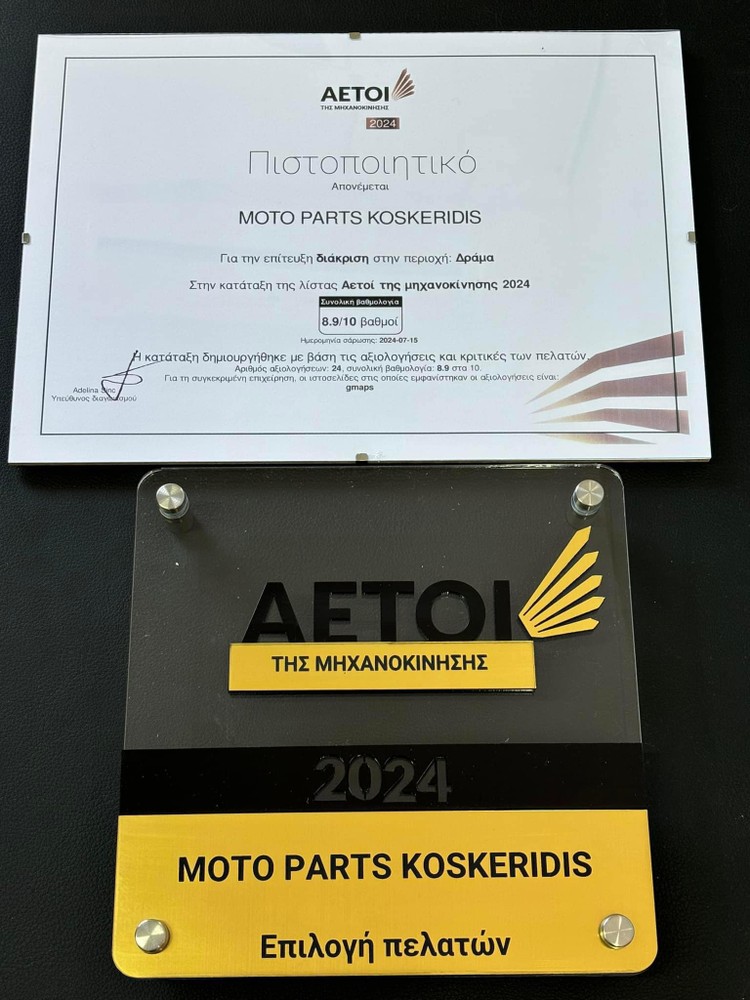 ΑΕΤΟΙ
ΤΗΣ ΜΗΧΑΝΟΚΙΝΗΣΗΣ
2024
Πιστοποιητικό
Απονέμεται
MOTO PARTS KOSKERIDIS
Για την επίτευξη διάκριση στην περιοχή: Δράμα
Στην κατάταξη της λίστας Αετοί της μηχανοκίνησης 2024
Συνολική βαθμολογία
8.9/10 βαθμοί
Ημερομηνία σάρωσης: 2024-07-15
Η κατάταξη δημιουργήθηκε με βάση τις αξιολογήσεις και κριτικές των πελατών.
Αριθμός αξιολογήσεων: 24, συνολική βαθμολογία: 8.9 στα 10.
Για τη συγκεκριμένη επιχείρηση, οι ιστοσελίδες στις οποίες εμφανίστηκαν οι αξιολογήσεις είναι:
gmaps
Adelina
Υπεύθυνος διαγωνισμού
ΑΕΤΟΙ
ΤΗΣ ΜΗΧΑΝΟΚΙΝΗΣΗΣ
2024
MOTO PARTS KOSKERIDIS
Επιλογή πελατών